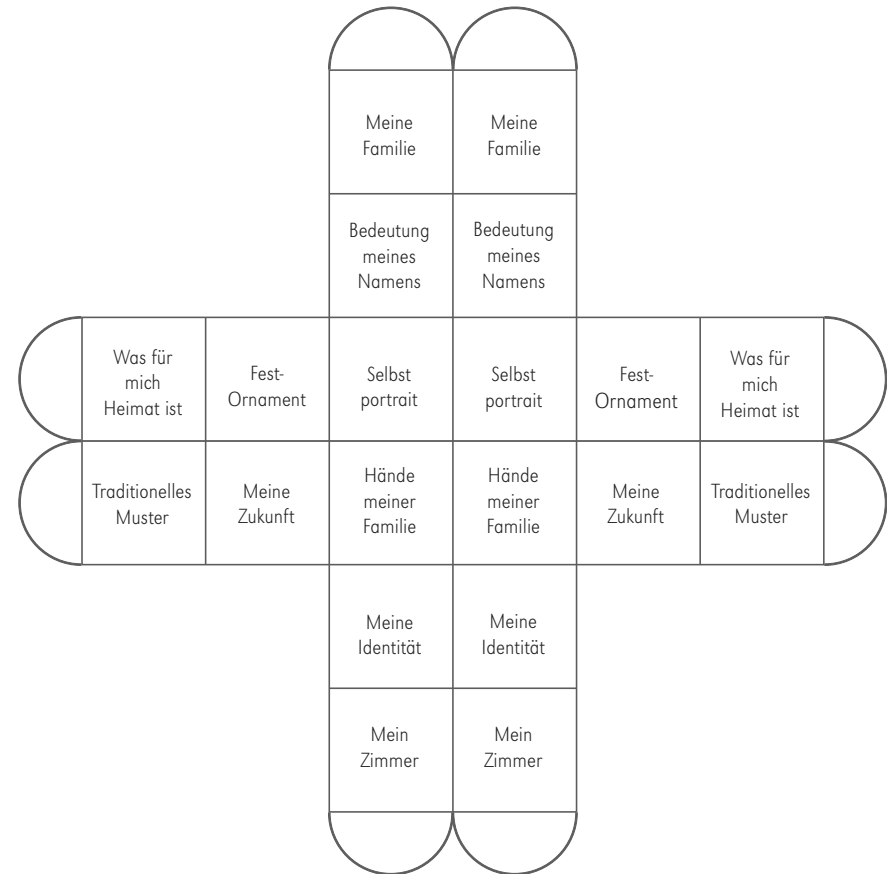 Meine
Familie
Meine
Familie
Bedeutung
meines
Namens
Bedeutung
meines
Namens
Was für
mich
Heimat ist
Fest-
Ornament
Selbst
portrait
Selbst
portrait
Fest-
Ornament
Was für
mich
Heimat ist
Traditionelles
Muster
Meine
Zukunft
Hände
meiner
Familie
Hände
meiner
Familie
Meine
Zukunft
Traditionelles
Muster
Meine
Identität
Meine
Identität
Mein
Zimmer
Mein
Zimmer